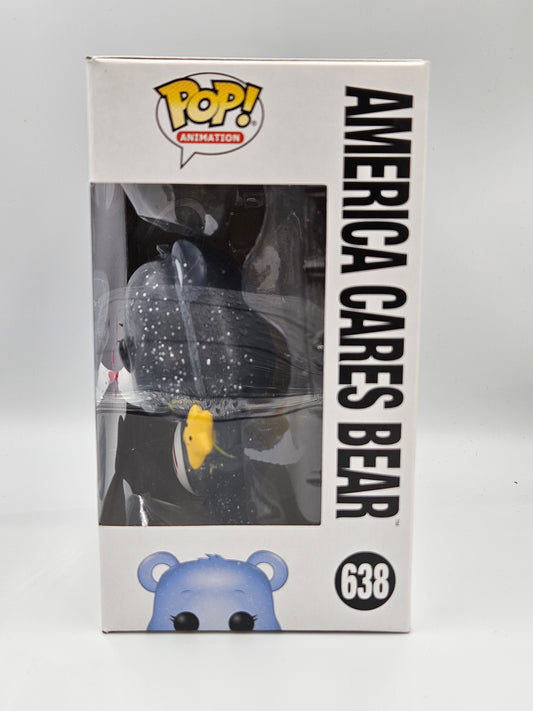 POP!
ANIMATION
AMERICA CARES BEAR
638